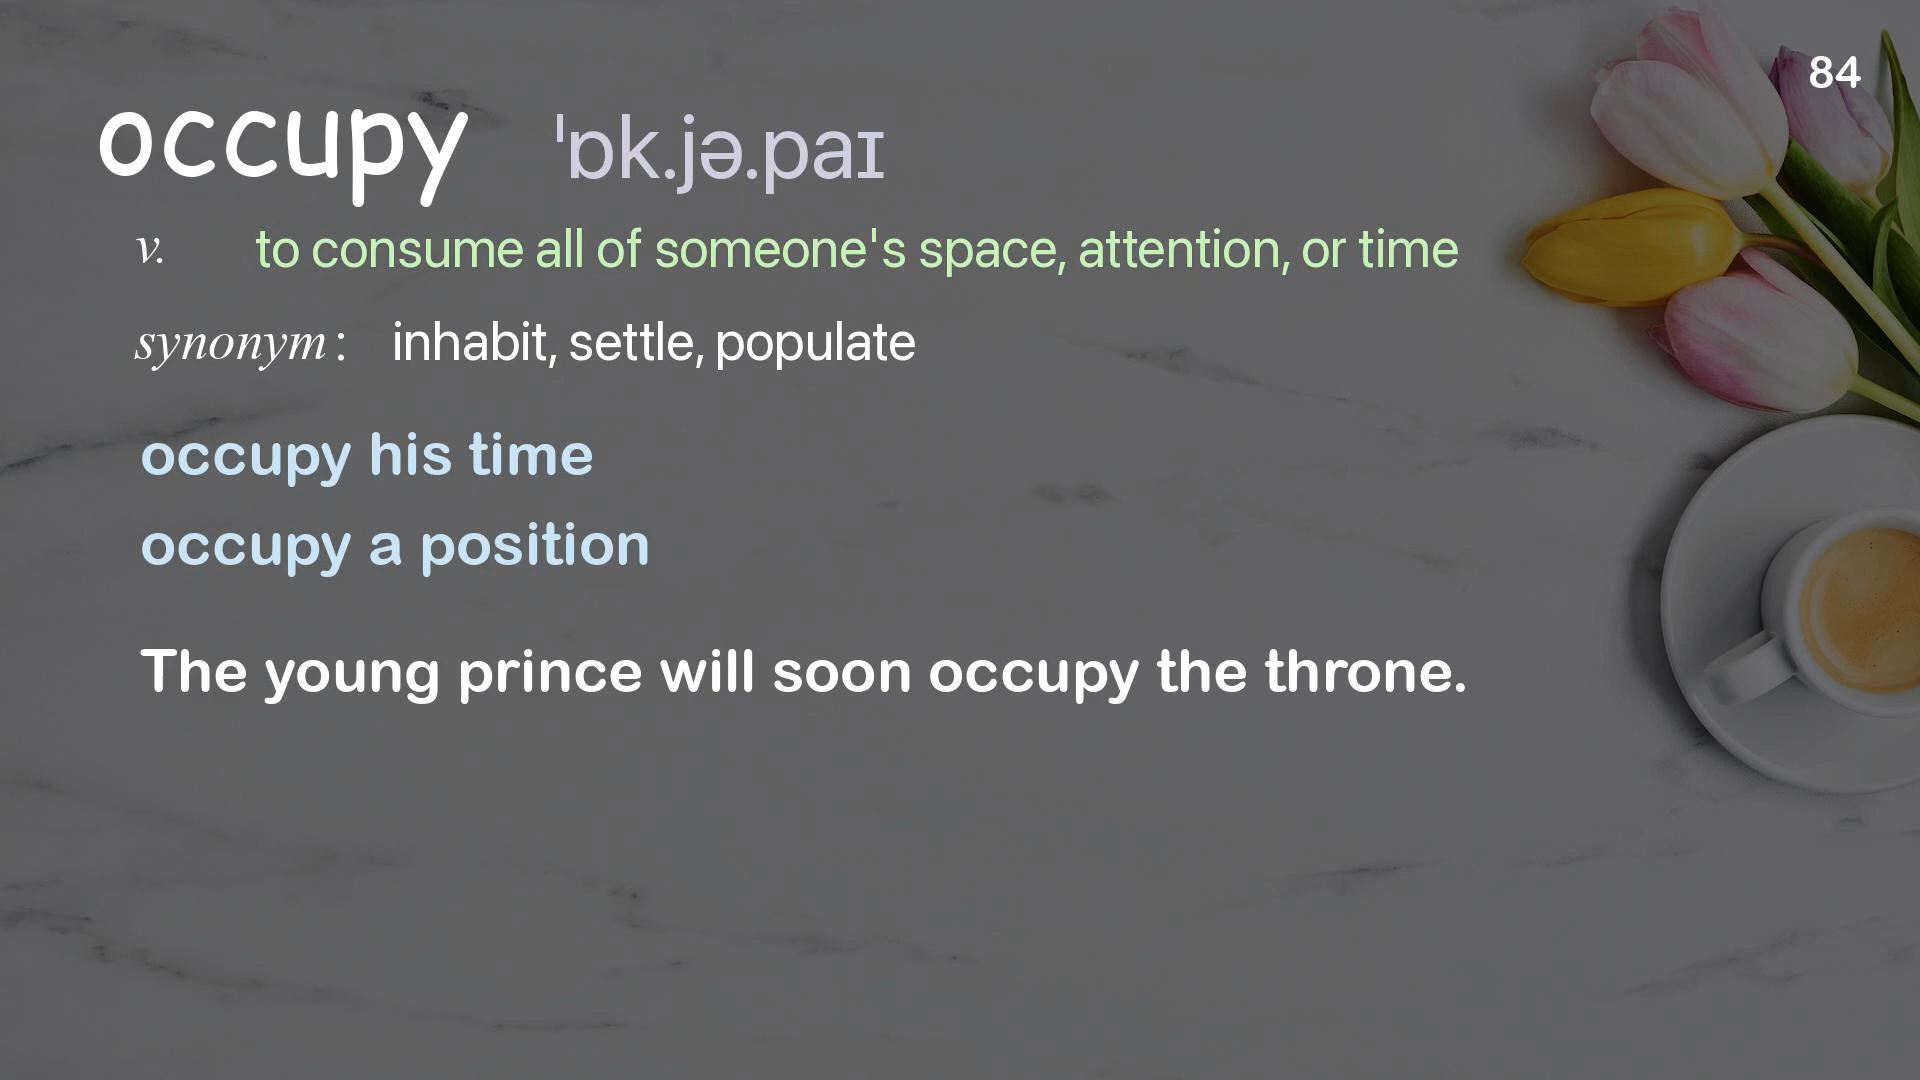 84
occupy ˈɒk.jə.paɪ
v. to consume all of someone's space, attention, or time
synonym: inhabit, settle, populate
occupy his time
occupy a position
The young prince will soon occupy the throne.